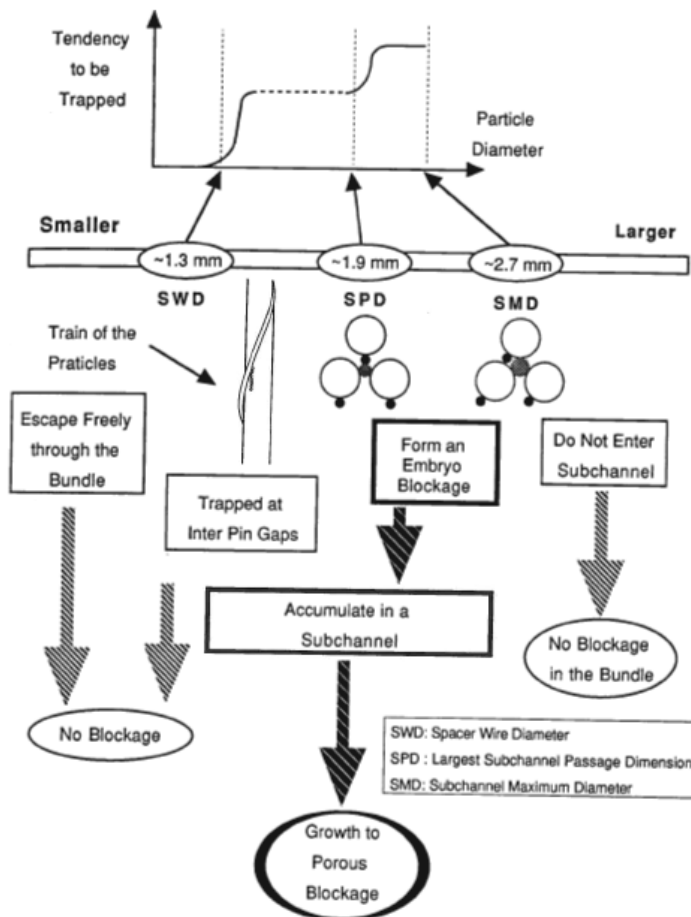 Tendency
to be
Trapped
Particle
Diameter
Smaller
Larger
~1.3 mm
~1.9 mm
~2.7 mm
SWD
SPD
SMD
Train of the
Praticles
Escape Freely
through the
Bundle
Trapped at
Inter Pin Gaps
Form an
Embryo
Blockage
Do Not Enter
Subchannel
Accumulate in a
Subchannel
No Blockage
in the Bundle
No Blockage
SWD: Spacer Wire Diameter
SPD : Largest Subchannel Passage Dimension
SMD: Subchannel Maximum Diameter
Growth to
Porous
Blockage